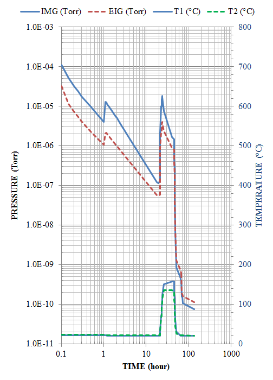 IMG (Torr) EIG (Torr) T1 (°C) T2 (°C)
1.0E-03 800
1.0E-04 700
1.0E-05 600
1.0E-06 500
1.0E-07 400
1.0E-08 300
1.0E-09 200
1.0E-10 100
1.0E-11 0
PRESSURE (Torr)
TEMPERATURE (°C)
0.1 1 10 100 1000
TIME (hour)